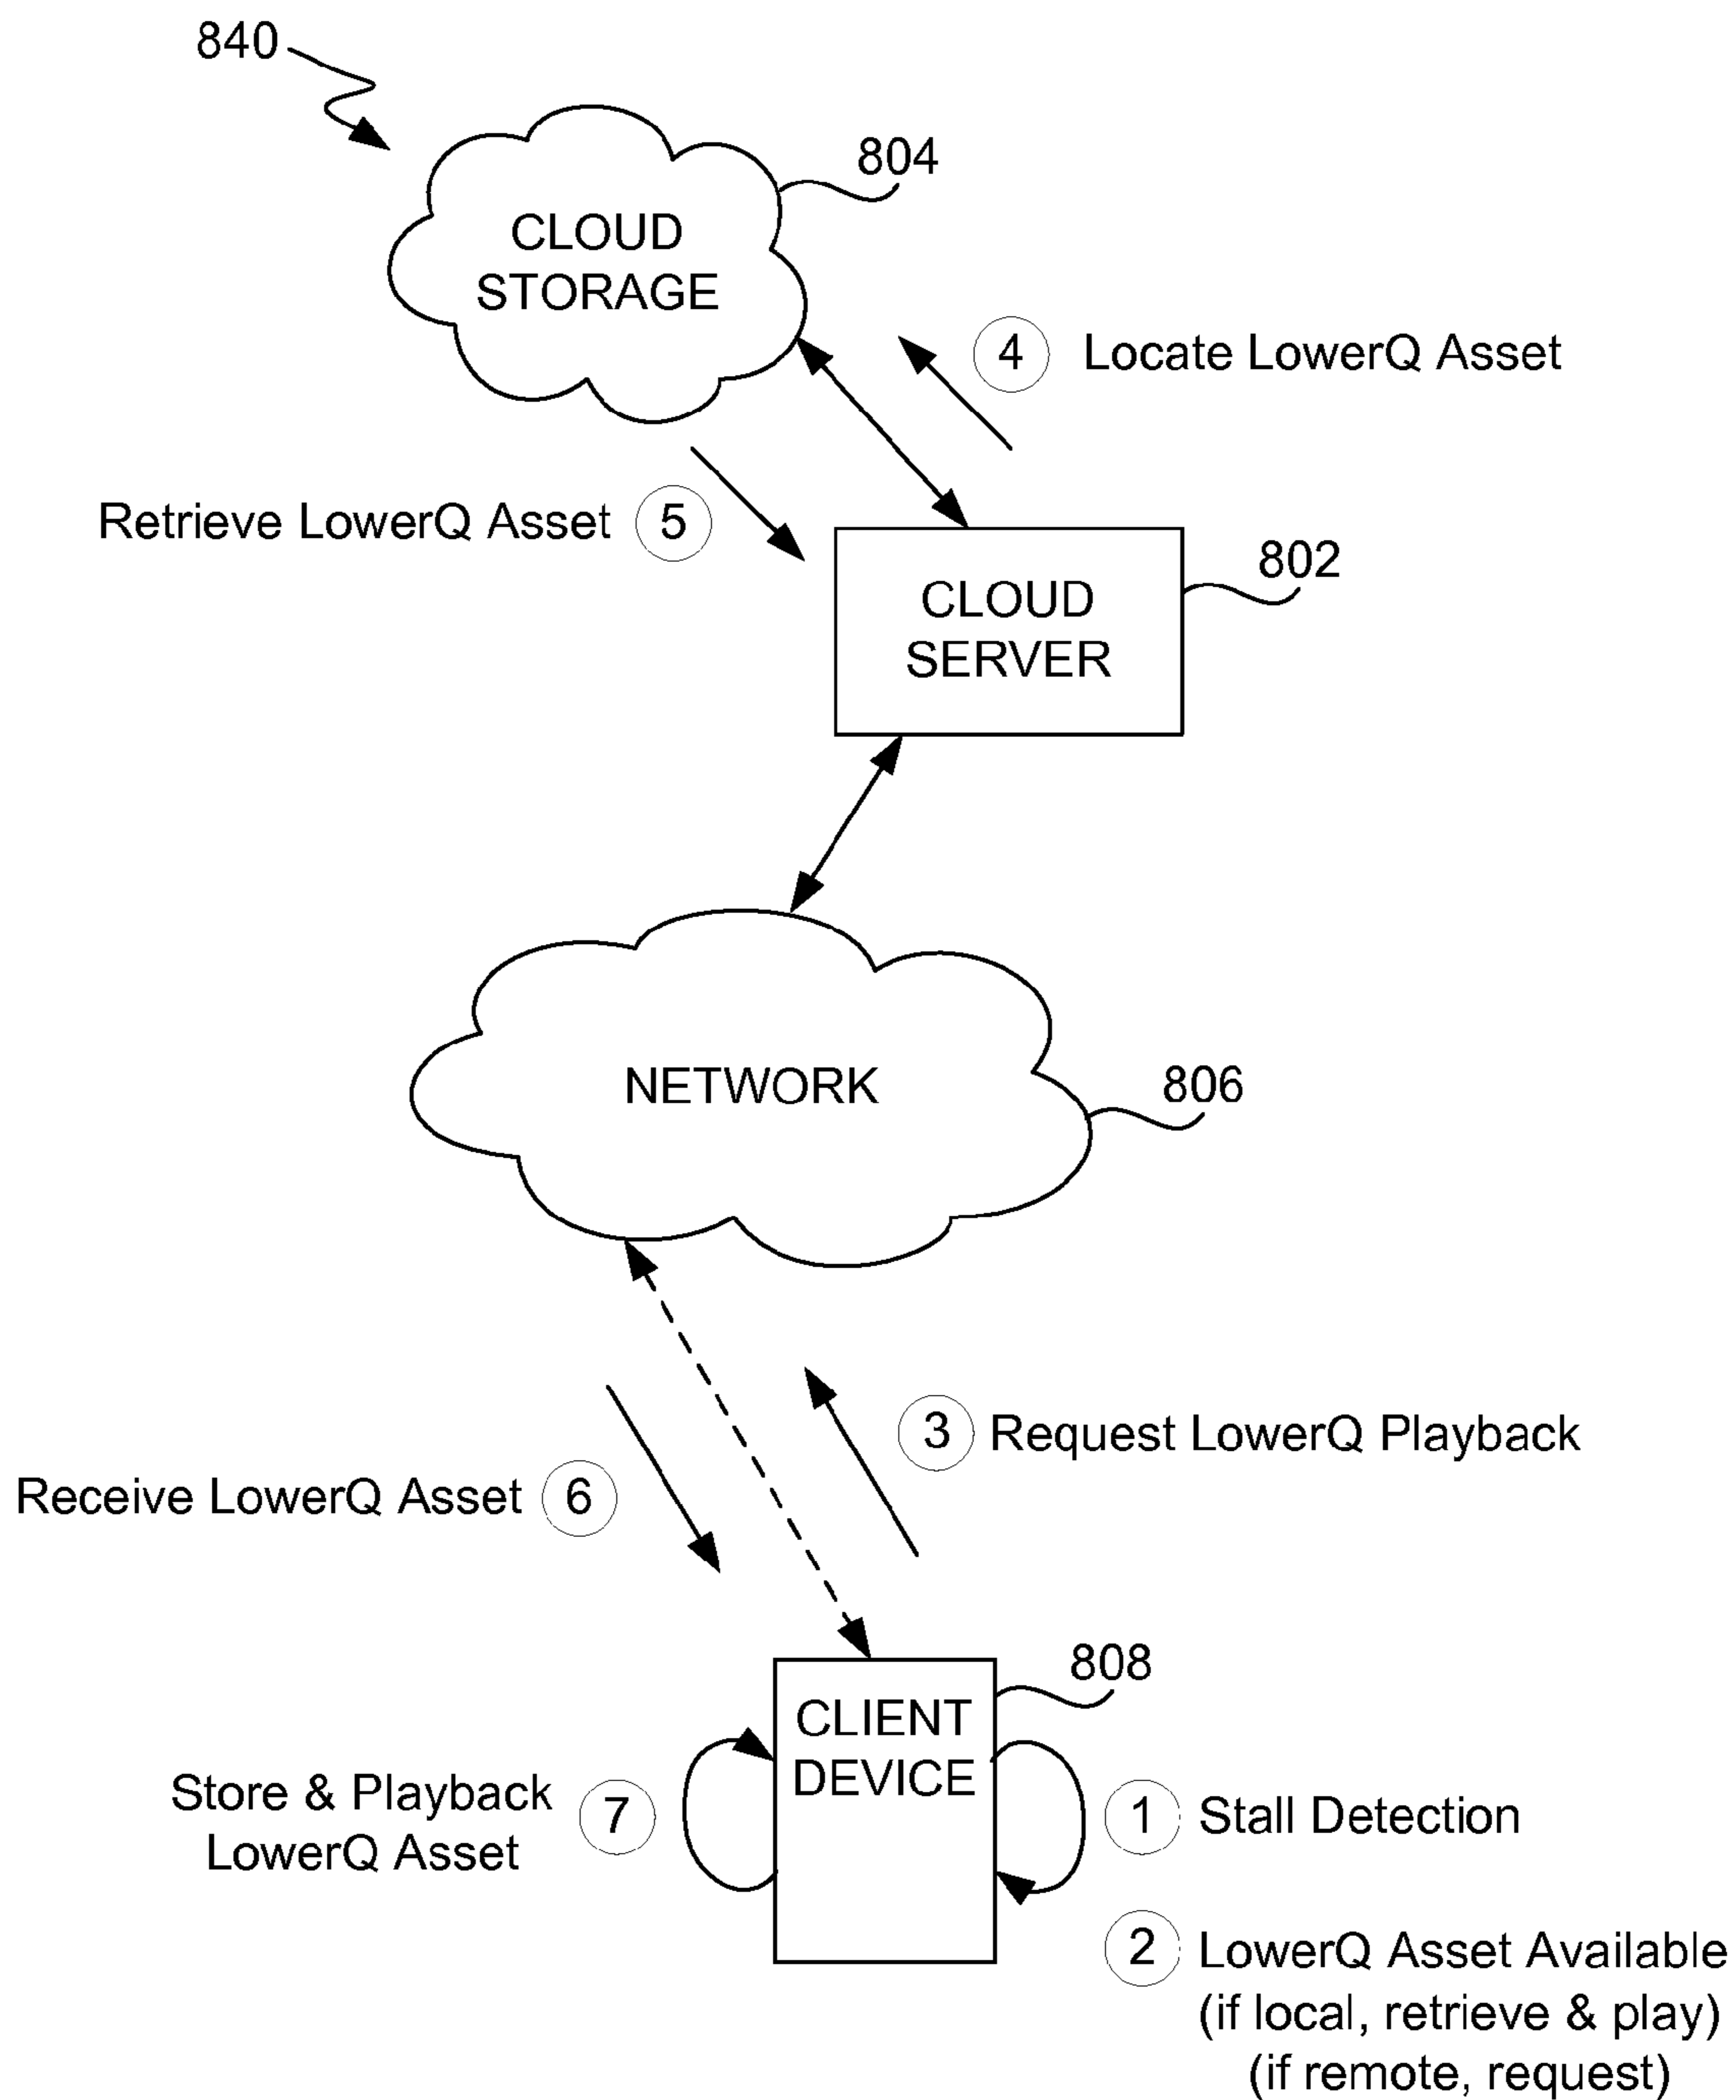 840
804
CLOUD
STORAGE
4 Locate LowerQ Asset
Retrieve LowerQ Asset 5
802
CLOUD
SERVER
NETWORK
806
3 Request LowerQ Playback
Receive LowerQ Asset 6
808
CLIENT
DEVICE
Store & Playback
LowerQ Asset
7
1 Stall Detection
2 LowerQ Asset Available
(if local, retrieve & play)
(if remote, request)